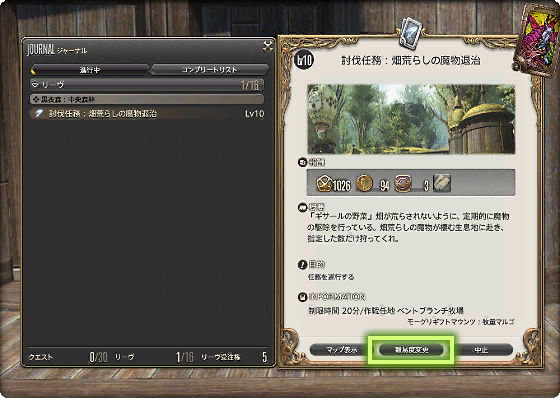 JOURNAL ジャーナル
進行中
コンプリートリスト
リーヴ
1/16
黒衣森：中央森林
討伐任務：畑荒らしの魔物退治
Lv10
クエスト
0/30
リーヴ
1/16
リーヴ受注権
5
Lv10
討伐任務：畑荒らしの魔物退治
報酬
1026
94
3
概要
「ギサールの野菜」畑が荒らされないように、定期的に魔物
の駆除を行っている。畑荒らしの魔物が棲む生息地に赴き、
指定した数だけ狩ってくれ。
目的
任務を遂行する
INFORMATION
制限時間 20分/作戦任地 ベントブランチ牧場
モーグリギフトマウンツ：牧童マルゴ
マップ表示
難易度変更
中止